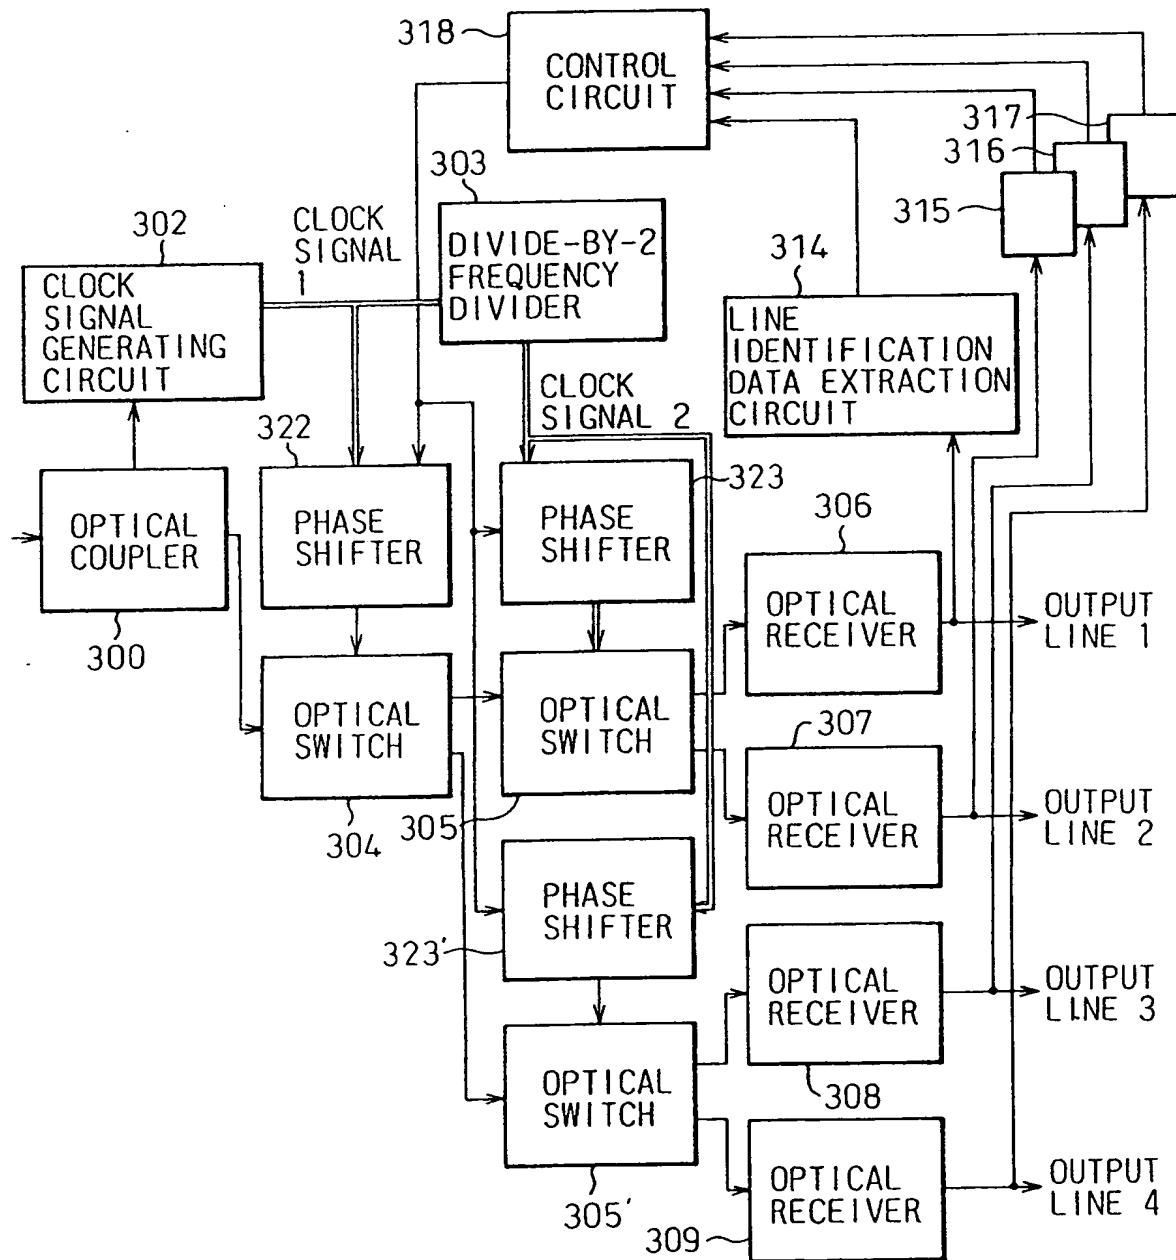 318
CONTROL
CIRCUIT
317
316
315
303
302
CLOCK
SIGNAL
1
DIVIDE-BY-2
FREQUENCY
DIVIDER
314
CLOCK
SIGNAL
GENERATING
CIRCUIT
LINE
IDENTIFICATION
DATA EXTRACTION
CIRCUIT
CLOCK
SIGNAL 2
322
323
OPTICAL
COUPLER
PHASE
SHIFTER
PHASE
SHIFTER
306
OPTICAL
RECEIVER
OUTPUT
LINE 1
300
OPTICAL
SWITCH
OPTICAL
SWITCH
307
304
305
OPTICAL
RECEIVER
OUTPUT
LINE 2
PHASE
SHIFTER
323'
OPTICAL
RECEIVER
OUTPUT
LINE 3
OPTICAL
SWITCH
308
305'
OPTICAL
RECEIVER
OUTPUT
LINE 4
309